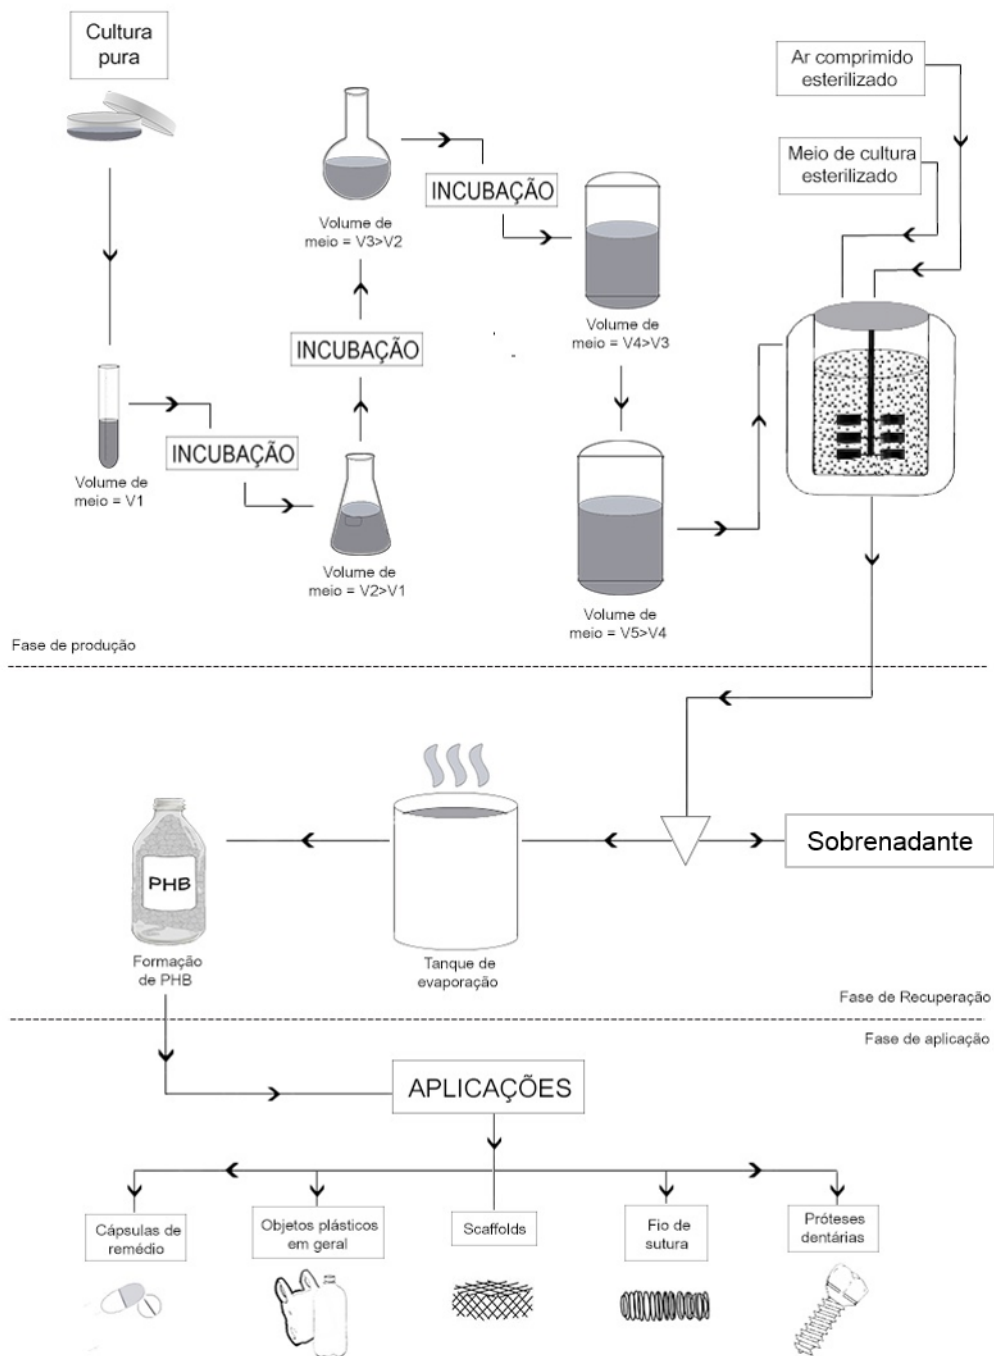 Cultura
pura
Ar comprimido
esterilizado
Meio de cultura
esterilizado
Volume de
meio = V3>V2
INCUBAÇÃO
Volume de
meio = V4>V3
INCUBAÇÃO
Volume de
meio = V1
INCUBAÇÃO
Volume de
meio = V2>V1
Volume de
meio = V5>V4
Fase de produção
Sobrenadante
PHB
Formação
de PHB
Tanque de
evaporação
Fase de Recuperação
Fase de aplicação
APLICAÇÕES
Cápsulas de
remédio
Objetos plásticos
em geral
Scaffolds
Fio de
sutura
Próteses
dentárias